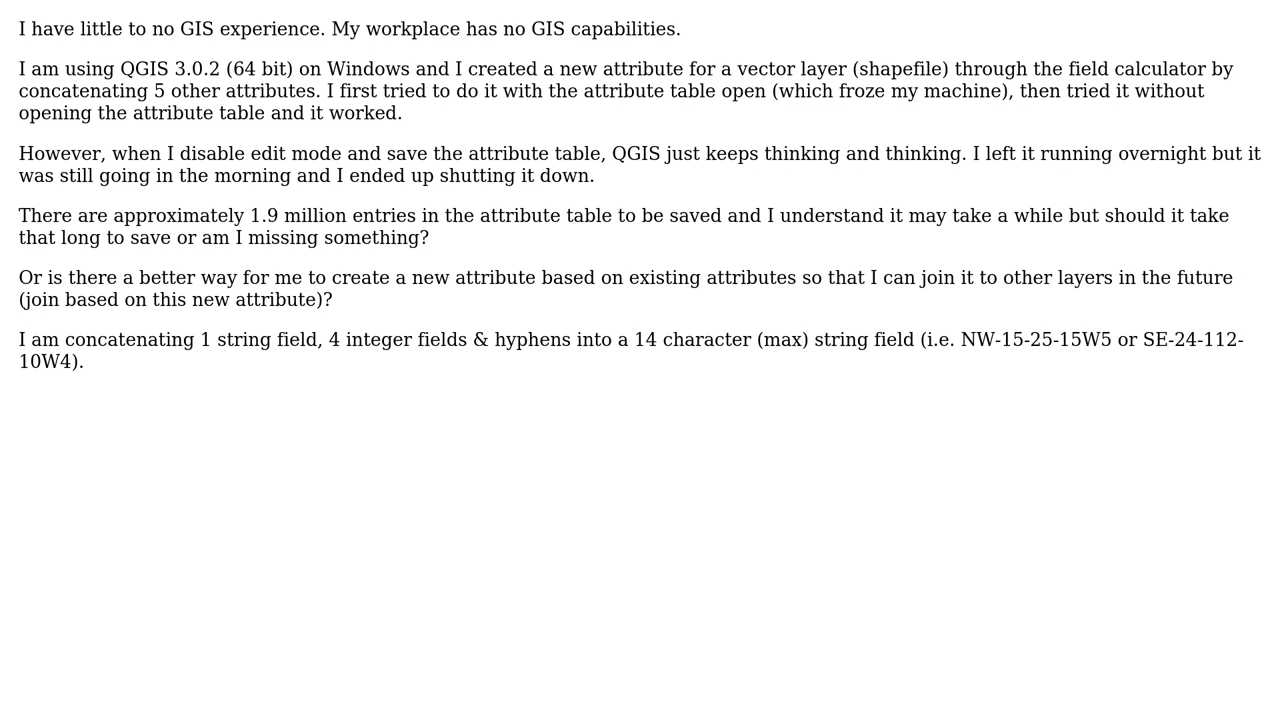 I have little to no GIS experience. My workplace has no GIS capabilities.
I am using QGIS 3.0.2 (64 bit) on Windows and I created a new attribute for a vector layer (shapefile) through the field calculator by
concatenating 5 other attributes. I first tried to do it with the attribute table open (which froze my machine), then tried it without
opening the attribute table and it worked.
However, when I disable edit mode and save the attribute table, QGIS just keeps thinking and thinking. I left it running overnight but it
was still going in the morning and I ended up shutting it down.
There are approximately 1.9 million entries in the attribute table to be saved and I understand it may take a while but should it take
that long to save or am I missing something?
Or is there a better way for me to create a new attribute based on existing attributes so that I can join it to other layers in the future
(join based on this new attribute)?
I am concatenating 1 string field, 4 integer fields & hyphens into a 14 character (max) string field (i.e. NW-15-25-15W5 or SE-24-112-
10W4).